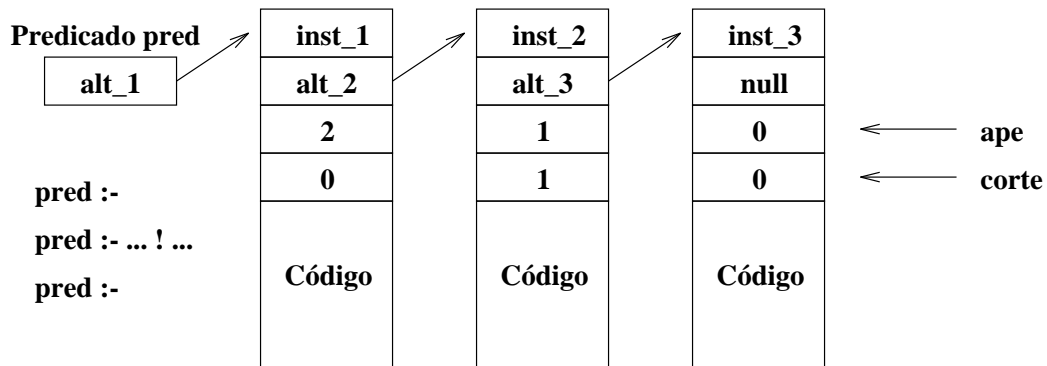 Predicado pred
alt_1
pred :-
pred :- ... ! ...
pred :-
inst_1
alt_2
2
0
Código
inst_2
alt_3
1
1
Código
inst_3
null
0
0
Código
ape
corte